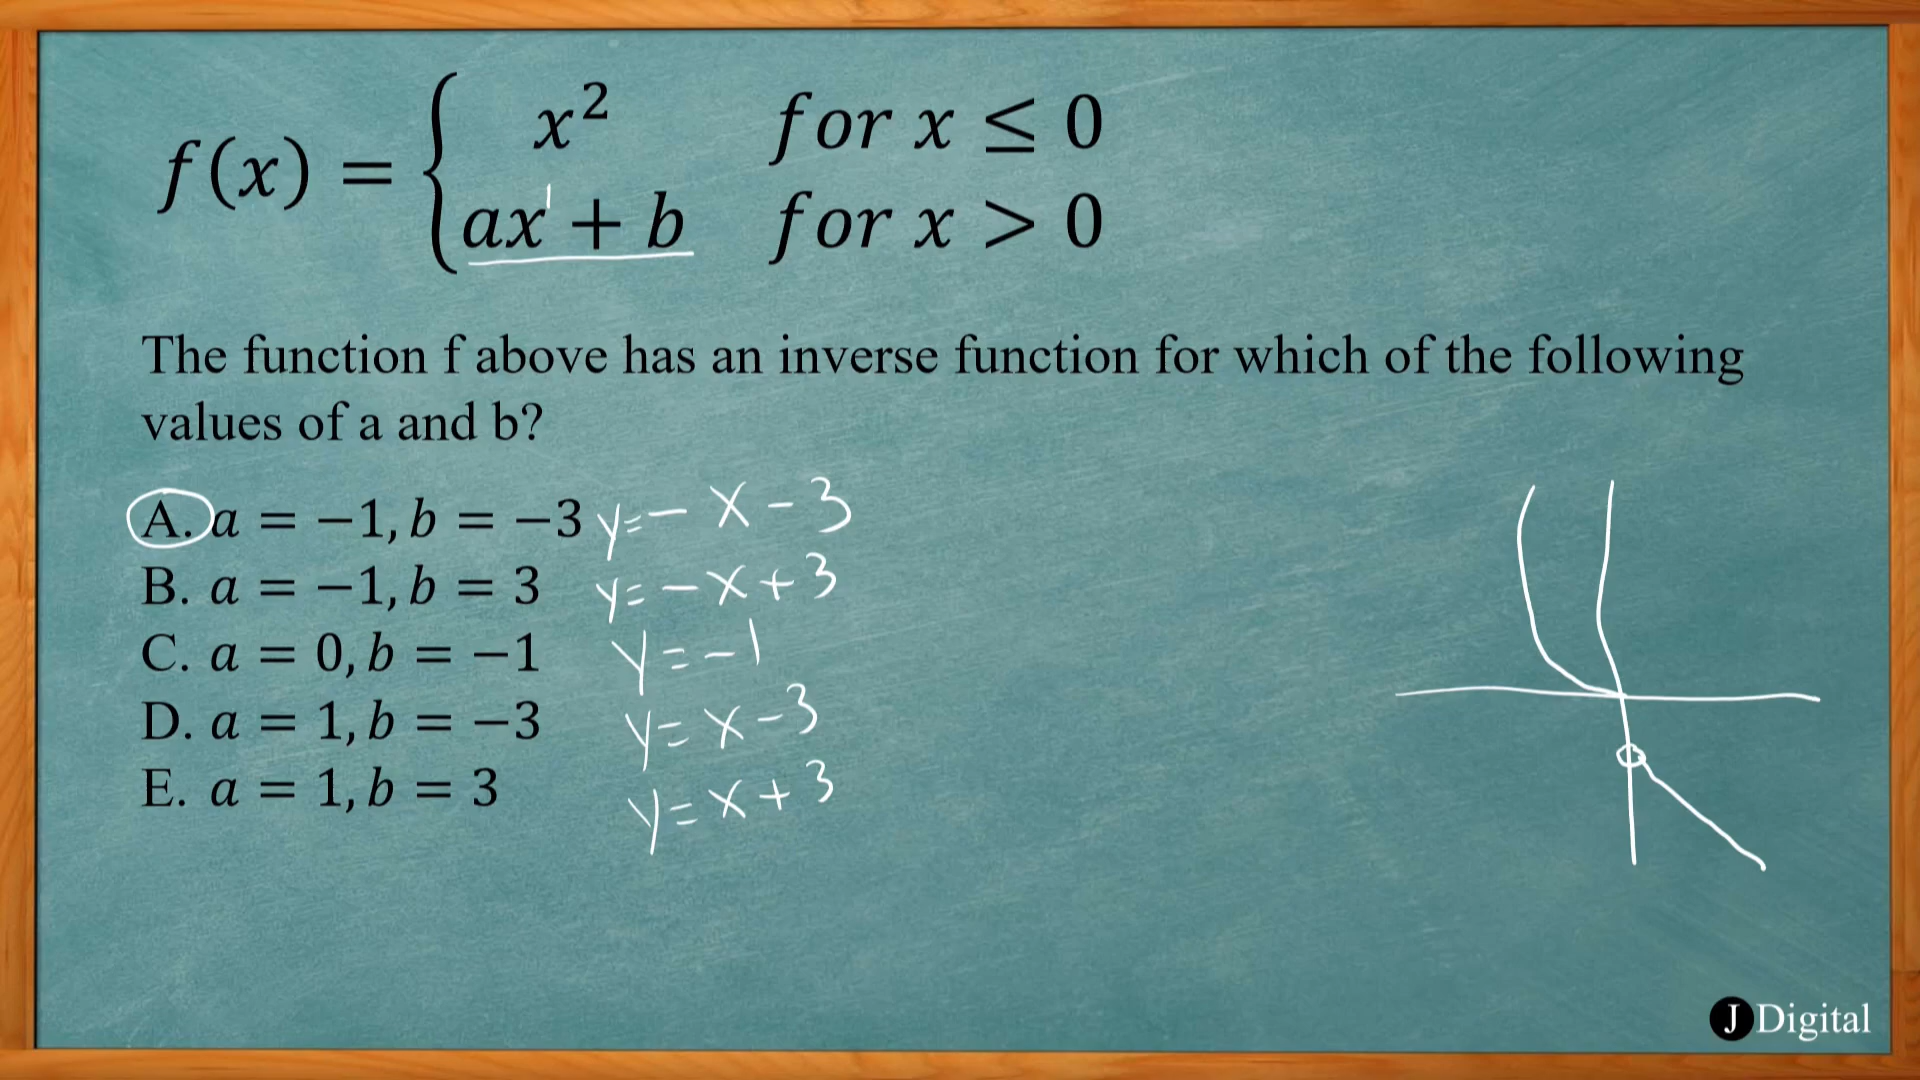 f(x) = { x² for x ≤ 0
ax + b for x > 0
The function f above has an inverse function for which of the following
values of a and b?
A. a = −1, b = −3 y=-x-3
B. a = −1, b = 3 y=-x+3
C. a = 0, b = −1 y=-1
D. a = 1, b = −3 y=x-3
E. a = 1, b = 3 y=x+3
J Digital